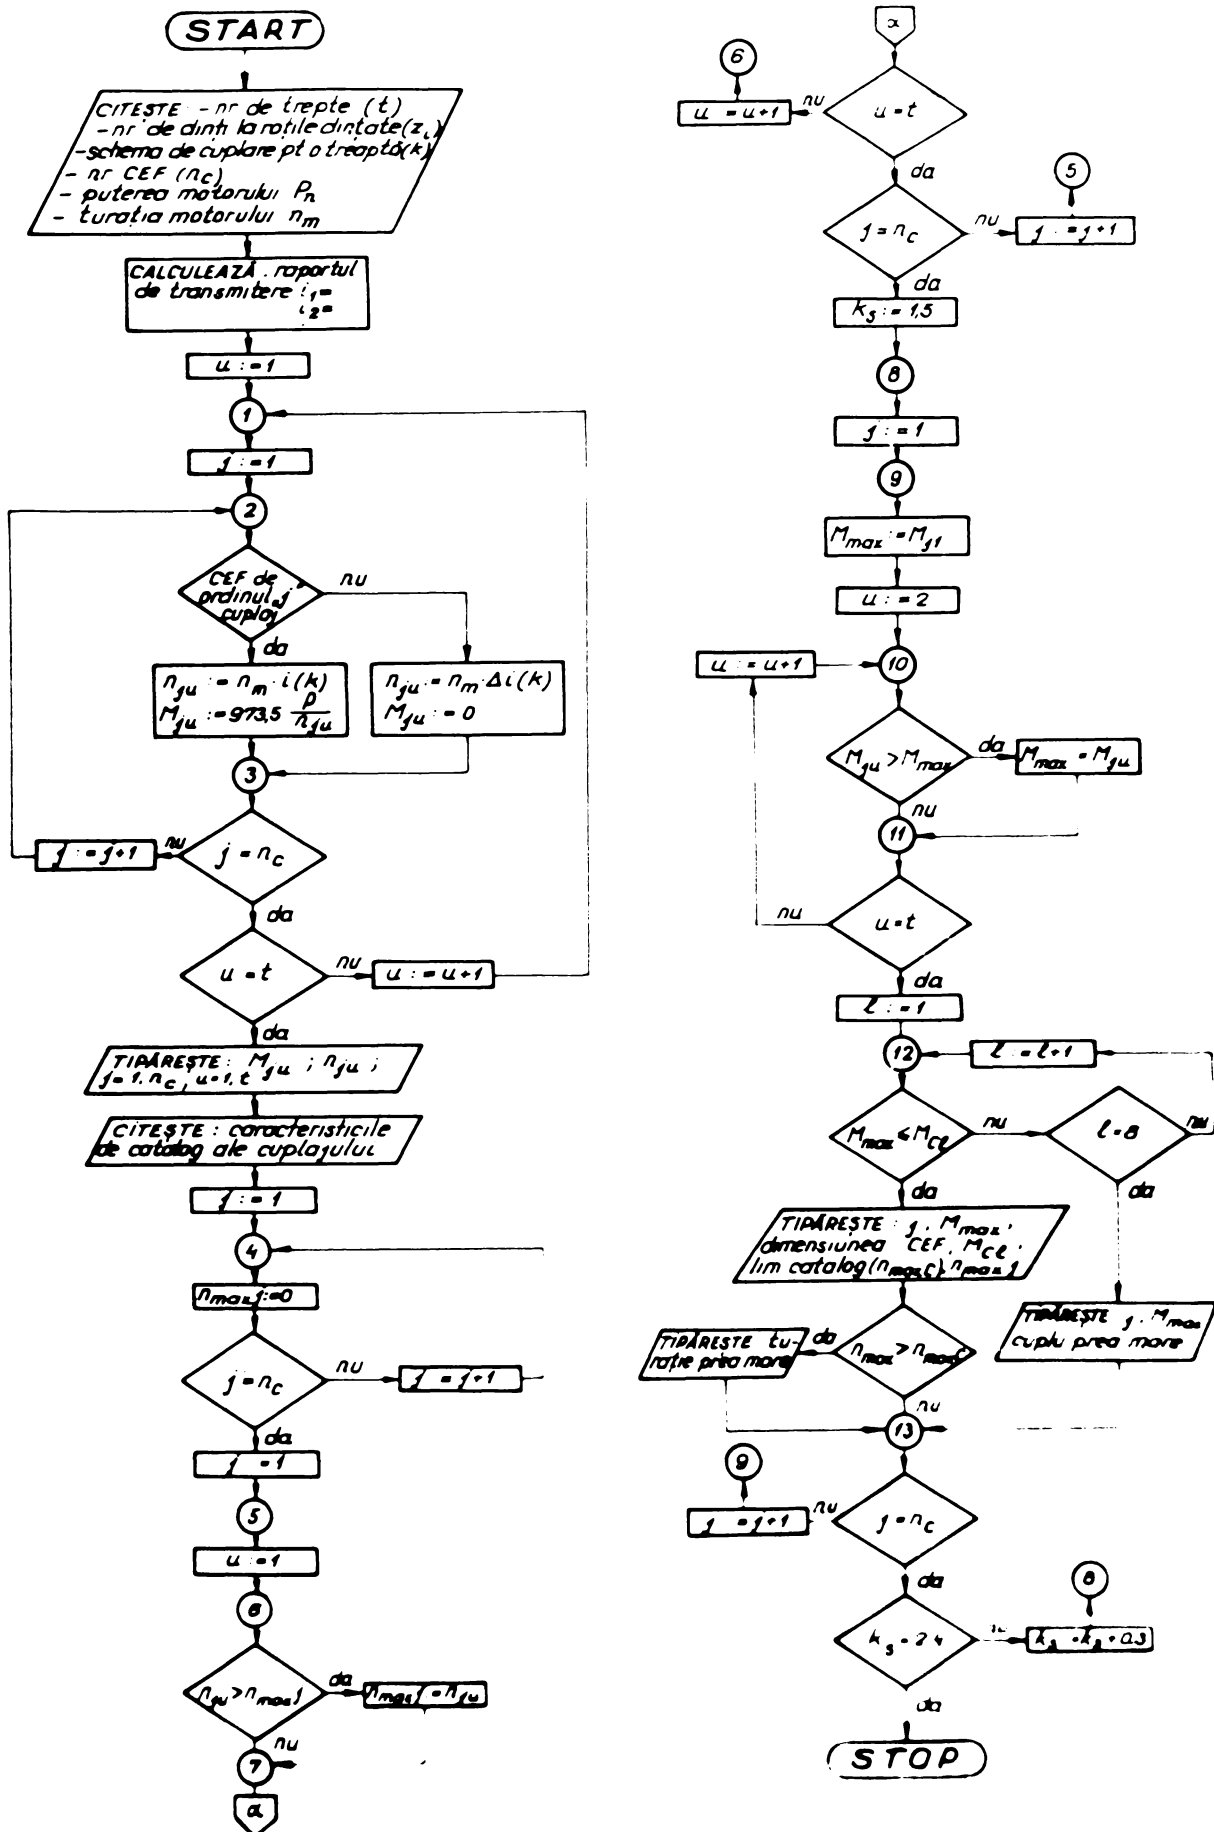 START
CITEȘTE - nr de trepte (t)
- nr de dinți la roțile dințate (z_i)
- schema de cuplare pt o treaptă (k)
- nr CEF (n_c)
- puterea motorului P_n
- turația motorului n_m
CALCULEAZĂ raportul
de transmitere i_1=
i_2=
u := 1
1
j := 1
2
CEF de
ordinul „j”
cuplaj
nu
da
n_ju := n_m · i(k)
M_ju := 973,5 P/n_ju
n_ju := n_m · Δi(k)
M_ju := 0
3
j := j+1
nu
j = n_c
da
u = t
nu
u := u+1
da
TIPĂREȘTE: M_ju ; n_ju ;
j=1, n_c, u=1, t
CITEȘTE : caracteristicile
de catalog ale cuplajului
j := 1
4
n_max j := 0
j = n_c
nu
j = j+1
da
j = 1
5
u := 1
6
n_ju > n_max j
da
n_max j = n_ju
nu
7
α
α
6
u := u+1
nu
u = t
da
5
j = n_c
nu
j := j+1
da
k_s := 1,5
8
j := 1
9
M_max := M_j1
u := 2
u := u+1
10
M_ju > M_max
da
M_max = M_ju
nu
11
nu
u = t
da
l := 1
12
l := l+1
M_max ≤ M_Cl
nu
l = 8
nu
da
da
TIPĂREȘTE: j, M_max,
dimensiunea CEF, M_Cl,
lim catalog (n_max C), n_max j
TIPĂREȘTE tu-
rație prea mare
da
n_max > n_max C
TIPĂREȘTE j, M_max
cuplu prea mare
nu
13
9
j = j+1
nu
j = n_c
da
8
k_s = 2,4
k_s = k_s + 0,3
da
STOP